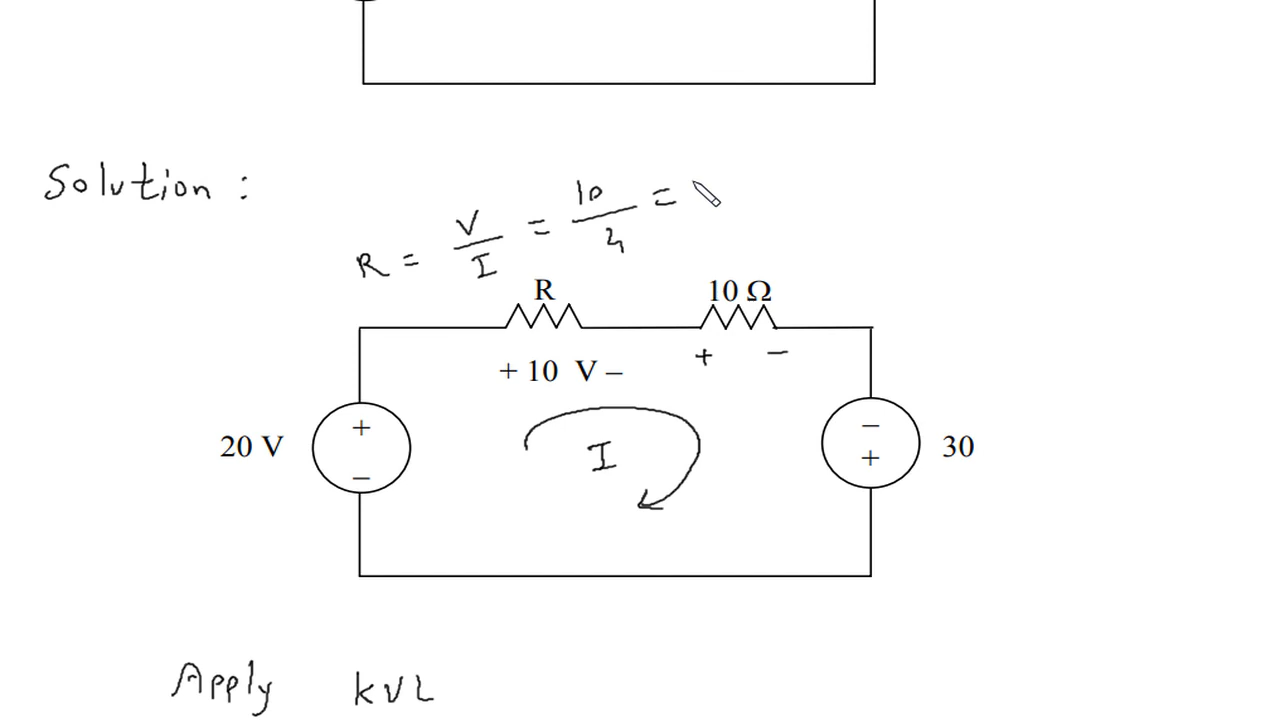 Solution :
R = V/I = 10/4 =
R 10 Ω
+ 10 V – + –
20 V + – I – + 30
Apply KVL